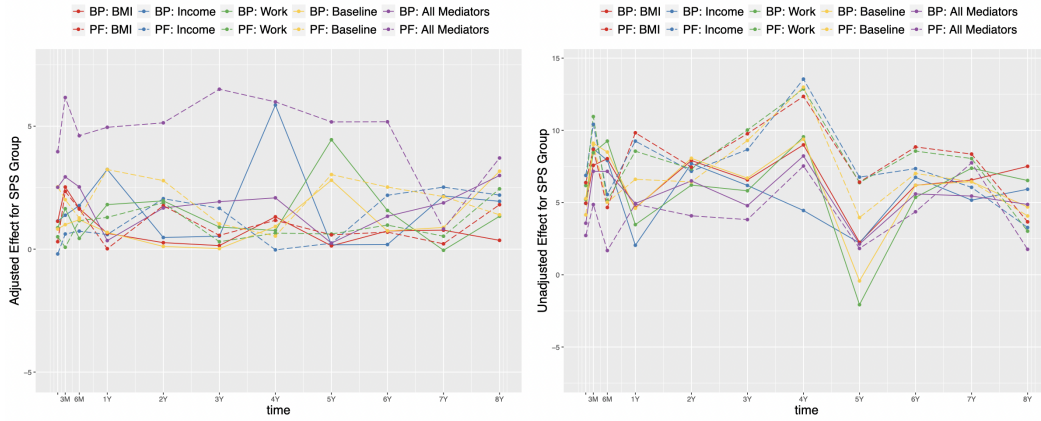 BP: BMI BP: Income BP: Work BP: Baseline BP: All Mediators
PF: BMI PF: Income PF: Work PF: Baseline PF: All Mediators
Adjusted Effect for SPS Group
5
0
−5
3M 6M 1Y 2Y 3Y 4Y 5Y 6Y 7Y 8Y
time
BP: BMI BP: Income BP: Work BP: Baseline BP: All Mediators
PF: BMI PF: Income PF: Work PF: Baseline PF: All Mediators
Unadjusted Effect for SPS Group
15
10
5
0
−5
3M 6M 1Y 2Y 3Y 4Y 5Y 6Y 7Y 8Y
time